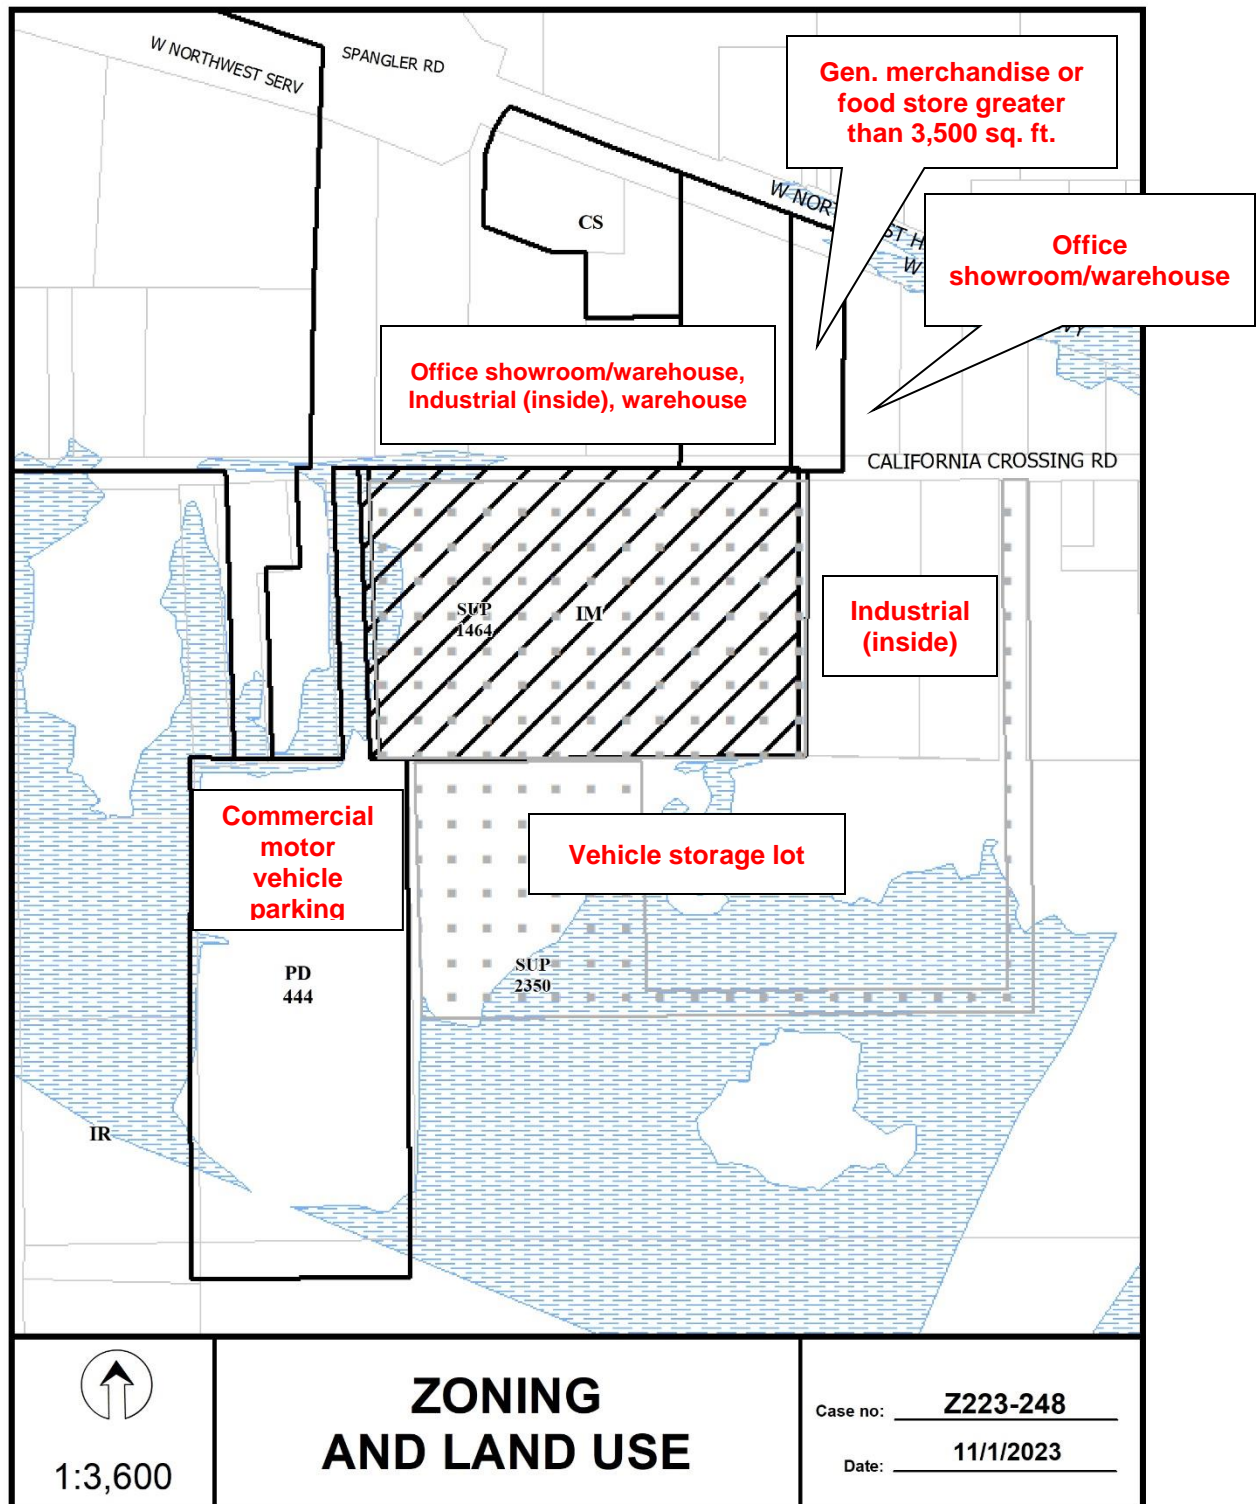 W NORTHWEST SERV
SPANGLER RD
Gen. merchandise or
food store greater
than 3,500 sq. ft.
W NOR
ST H
W
CS
Office
showroom/warehouse
Office showroom/warehouse,
Industrial (inside), warehouse
CALIFORNIA CROSSING RD
SUP
1464
IM
Industrial
(inside)
Commercial
motor
vehicle
parking
Vehicle storage lot
PD
444
SUP
2350
IR
1:3,600
ZONING
AND LAND USE
Case no: Z223-248
Date: 11/1/2023